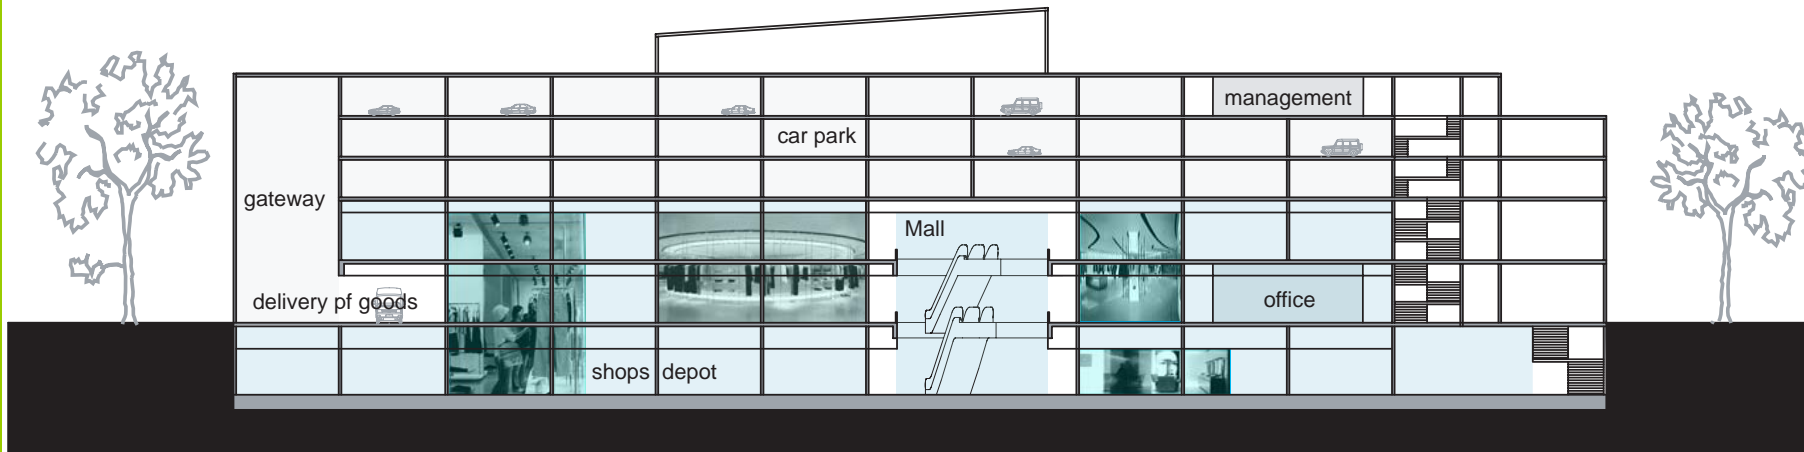 management
car park
gateway
Mall
delivery pf goods
office
shops depot